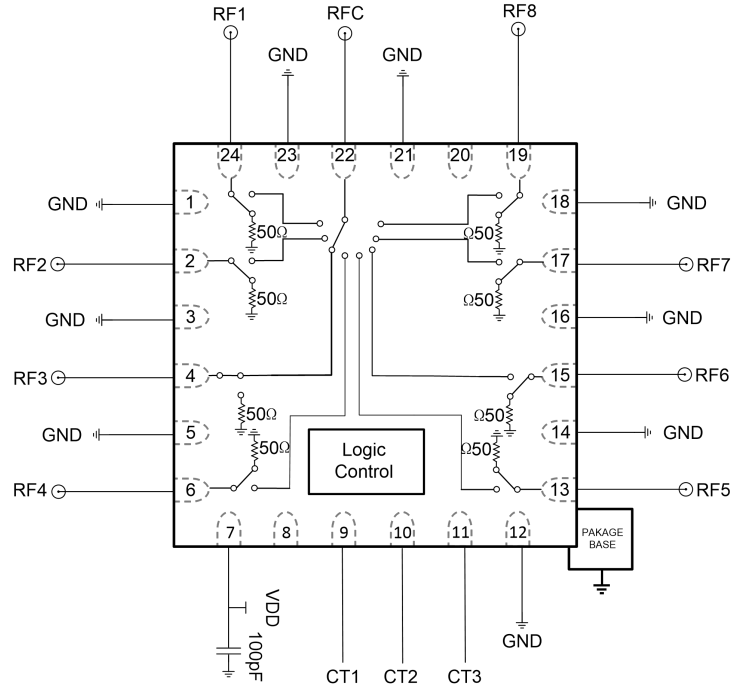 RF1
RFC
RF8
GND
GND
24
23
22
21
20
19
GND
1
18
GND
50Ω
Ω50
RF2
2
17
RF7
50Ω
Ω50
GND
3
16
GND
RF3
4
15
RF6
50Ω
Ω50
GND
5
14
GND
50Ω
Ω50
Logic
Control
RF4
6
13
RF5
7
8
9
10
11
12
PAKAGE
BASE
VDD
100pF
GND
CT1
CT2
CT3